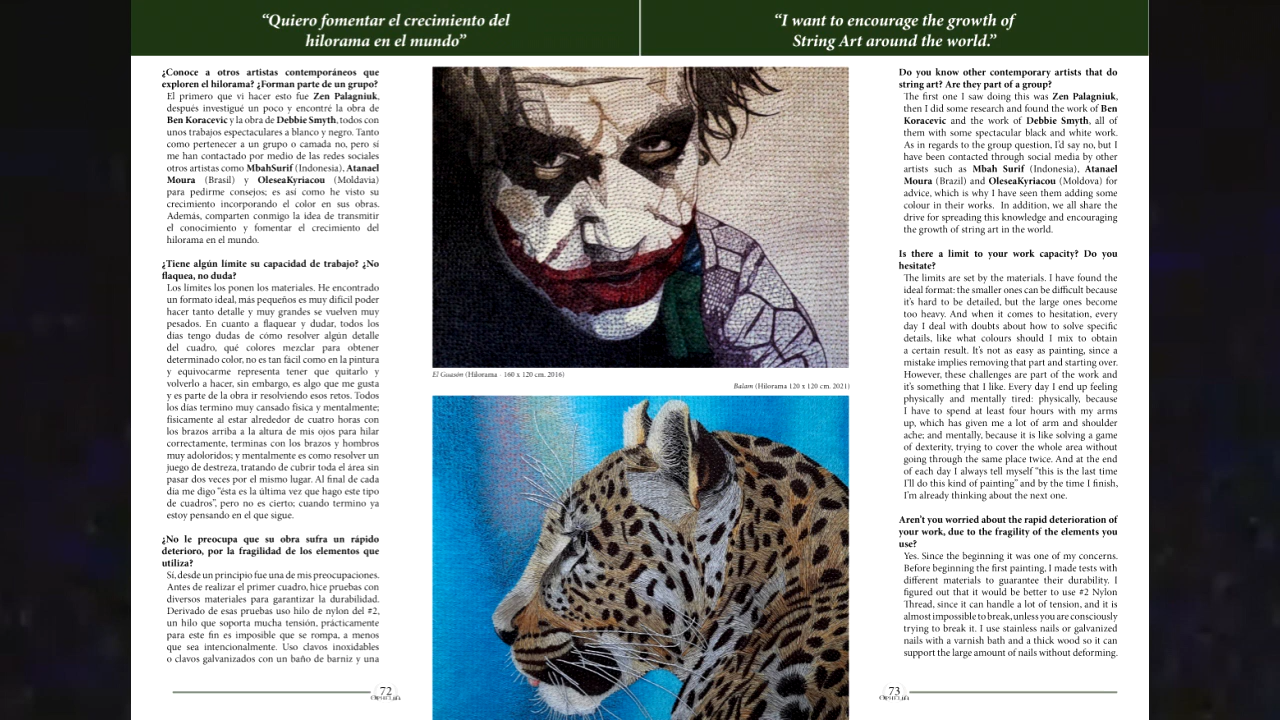 “Quiero fomentar el crecimiento del
hilorama en el mundo”
¿Conoce a otros artistas contemporáneos que
exploren el hilorama? ¿Forman parte de un grupo?
El primero que vi hacer esto fue Zen Palagniuk,
después investigué un poco y encontré la obra de
Ben Koracevic y la obra de Debbie Smyth, todos con
unos trabajos espectaculares a blanco y negro. Tanto
como pertenecer a un grupo o camada no, pero sí
me han contactado por medio de las redes sociales
otros artistas como MbahSurif (Indonesia), Atanael
Moura (Brasil) y OleseaKyriacou (Moldavia)
para pedirme consejos; es así como he visto su
crecimiento incorporando el color en sus obras.
Además, comparten conmigo la idea de transmitir
el conocimiento y fomentar el crecimiento del
hilorama en el mundo.
¿Tiene algún límite su capacidad de trabajo? ¿No
flaquea, no duda?
Los límites los ponen los materiales. He encontrado
un formato ideal, más pequeños es muy difícil poder
hacer tanto detalle y muy grandes se vuelven muy
pesados. En cuanto a flaquear y dudar, todos los
días tengo dudas de cómo resolver algún detalle
del cuadro, qué colores mezclar para obtener
determinado color, no es tan fácil como en la pintura
y equivocarme representa tener que quitarlo y
volverlo a hacer, sin embargo, es algo que me gusta
y es parte de la obra ir resolviendo esos retos. Todos
los días termino muy cansado física y mentalmente;
físicamente al estar alrededor de cuatro horas con
los brazos arriba a la altura de mis ojos para hilar
correctamente, terminas con los brazos y hombros
muy adoloridos; y mentalmente es como resolver un
juego de destreza, tratando de cubrir toda el área sin
pasar dos veces por el mismo lugar. Al final de cada
día me digo “ésta es la última vez que hago este tipo
de cuadros”, pero no es cierto; cuando termino ya
estoy pensando en el que sigue.
¿No le preocupa que su obra sufra un rápido
deterioro, por la fragilidad de los elementos que
utiliza?
Sí, desde un principio fue una de mis preocupaciones.
Antes de realizar el primer cuadro, hice pruebas con
diversos materiales para garantizar la durabilidad.
Derivado de esas pruebas uso hilo de nylon del #2,
un hilo que soporta mucha tensión, prácticamente
para este fin es imposible que se rompa, a menos
que sea intencionalmente. Uso clavos inoxidables
o clavos galvanizados con un baño de barniz y una
72
El Guasón (Hilorama - 160 x 120 cm. 2016)
Balam (Hilorama 120 x 120 cm. 2021)
“I want to encourage the growth of
String Art around the world.”
Do you know other contemporary artists that do
string art? Are they part of a group?
The first one I saw doing this was Zen Palagniuk,
then I did some research and found the work of Ben
Koracevic and the work of Debbie Smyth, all of
them with some spectacular black and white work.
As in regards to the group question, I’d say no, but I
have been contacted through social media by other
artists such as Mbah Surif (Indonesia), Atanael
Moura (Brazil) and OleseaKyriacou (Moldova) for
advice, which is why I have seen them adding some
colour in their works. In addition, we all share the
drive for spreading this knowledge and encouraging
the growth of string art in the world.
Is there a limit to your work capacity? Do you
hesitate?
The limits are set by the materials. I have found the
ideal format: the smaller ones can be difficult because
it’s hard to be detailed, but the large ones become
too heavy. And when it comes to hesitation, every
day I deal with doubts about how to solve specific
details, like what colours should I mix to obtain
a certain result. It’s not as easy as painting, since a
mistake implies removing that part and starting over.
However, these challenges are part of the work and
it’s something that I like. Every day I end up feeling
physically and mentally tired: physically, because
I have to spend at least four hours with my arms
up, which has given me a lot of arm and shoulder
ache; and mentally, because it is like solving a game
of dexterity, trying to cover the whole area without
going through the same place twice. And at the end
of each day I always tell myself “this is the last time
I’ll do this kind of painting” and by the time I finish,
I’m already thinking about the next one.
Aren’t you worried about the rapid deterioration of
your work, due to the fragility of the elements you
use?
Yes. Since the beginning it was one of my concerns.
Before beginning the first painting, I made tests with
different materials to guarantee their durability. I
figured out that it would be better to use #2 Nylon
Thread, since it can handle a lot of tension, and it is
almost impossible to break, unless you are consciously
trying to break it. I use stainless nails or galvanized
nails with a varnish bath and a thick wood so it can
support the large amount of nails without deforming.
73